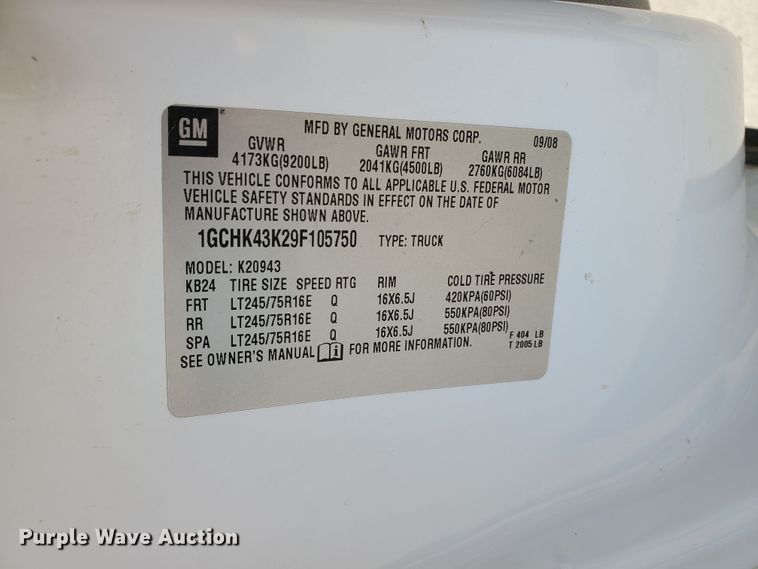 GM
MFD BY GENERAL MOTORS CORP. 09/08
GVWR GAWR FRT GAWR RR
4173KG(9200LB) 2041KG(4500LB) 2760KG(6084LB)
THIS VEHICLE CONFORMS TO ALL APPLICABLE U.S. FEDERAL MOTOR
VEHICLE SAFETY STANDARDS IN EFFECT ON THE DATE OF
MANUFACTURE SHOWN ABOVE.
1GCHK43K29F105750 TYPE: TRUCK
MODEL: K20943
KB24 TIRE SIZE SPEED RTG RIM COLD TIRE PRESSURE
FRT LT245/75R16E Q 16X6.5J 420KPA(60PSI)
RR LT245/75R16E Q 16X6.5J 550KPA(80PSI)
SPA LT245/75R16E Q 16X6.5J 550KPA(80PSI)
F 404 LB
T 2005 LB
SEE OWNER'S MANUAL i FOR MORE INFORMATION.
Purple Wave Auction